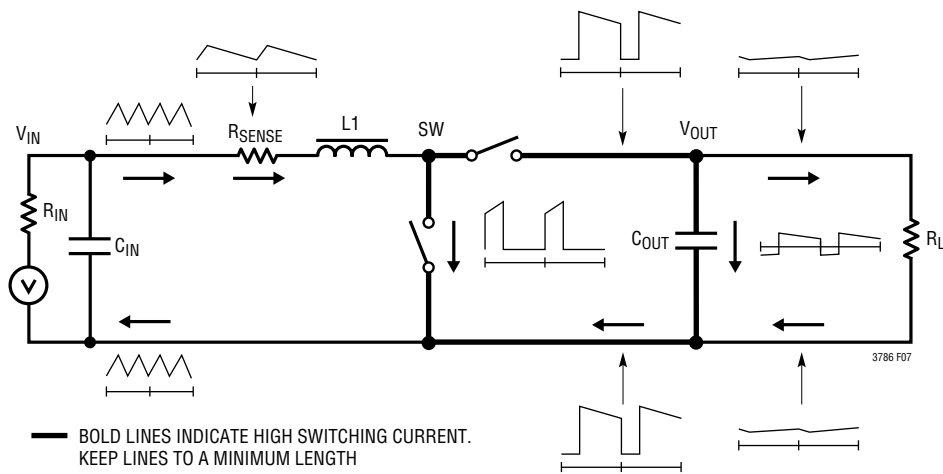 L1
SW
R_SENSE
V_OUT
V_IN
R_IN
C_IN
V
C_OUT
R_L
3786 F07
BOLD LINES INDICATE HIGH SWITCHING CURRENT.
KEEP LINES TO A MINIMUM LENGTH